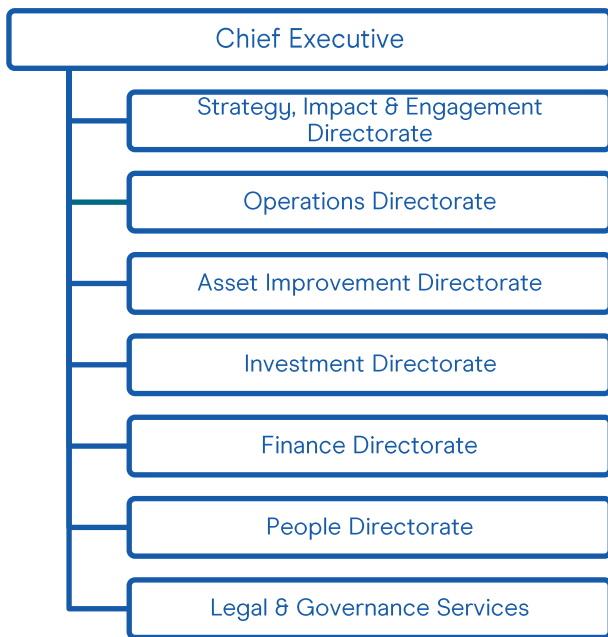 Chief Executive
Strategy, Impact & Engagement
Directorate
Operations Directorate
Asset Improvement Directorate
Investment Directorate
Finance Directorate
People Directorate
Legal & Governance Services